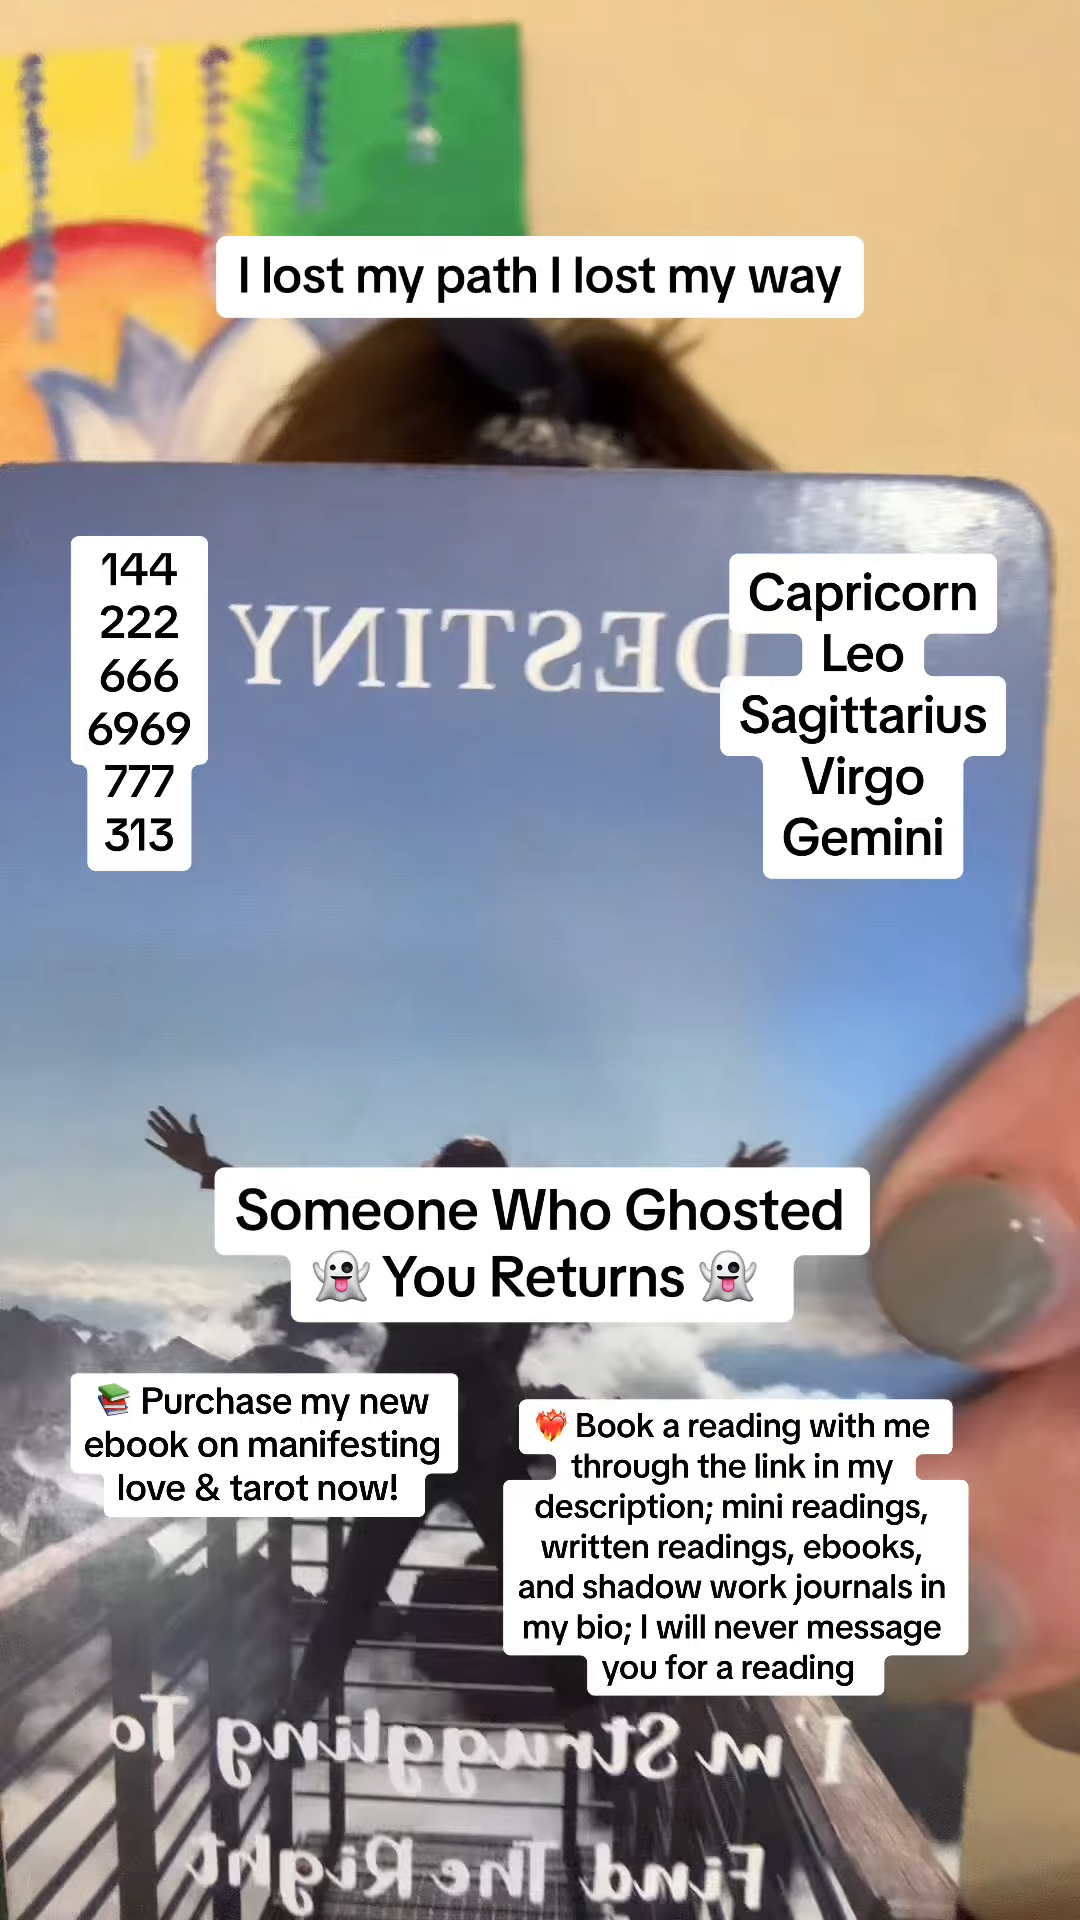 I lost my path I lost my way
144
222
666
6969
777
313
DESTINY
Capricorn
Leo
Sagittarius
Virgo
Gemini
Someone Who Ghosted
👻 You Returns 👻
📚 Purchase my new
ebook on manifesting
love & tarot now!
❤️‍🔥 Book a reading with me
through the link in my
description; mini readings,
written readings, ebooks,
and shadow work journals in
my bio; I will never message
you for a reading
I'm Struggling To
Find The Right